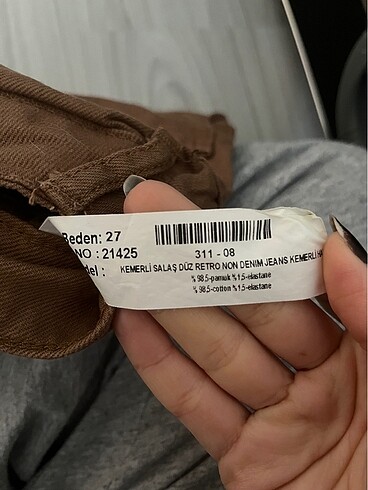 Beden: 27
NO : 21425
311 - 08
del : KEMERLİ SALAŞ DÜZ RETRO NON DENIM JEANS KEMERLİ
% 98,5-pamuk % 1,5-elastane
% 98,5-cotton % 1,5-elastane